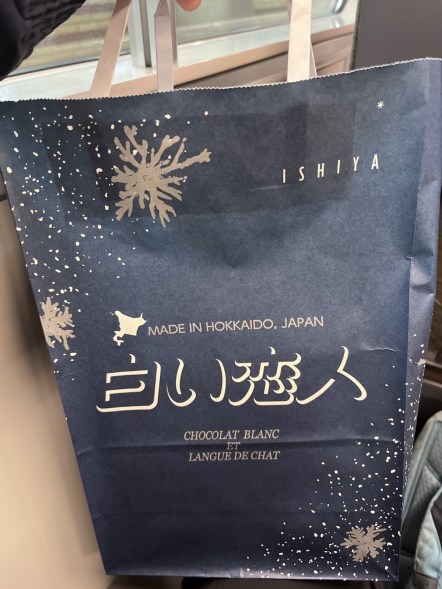 ISHIYA
MADE IN HOKKAIDO, JAPAN
白い恋人
CHOCOLAT BLANC
ET
LANGUE DE CHAT